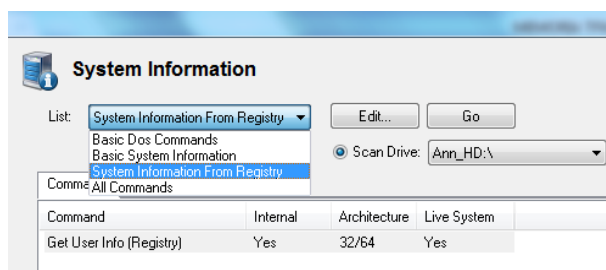 System Information
List: System Information From Registry Edit... Go
Basic Dos Commands
Basic System Information
System Information From Registry
All Commands
Scan Drive: Ann_HD:\
Comma
Command Internal Architecture Live System
Get User Info (Registry) Yes 32/64 Yes